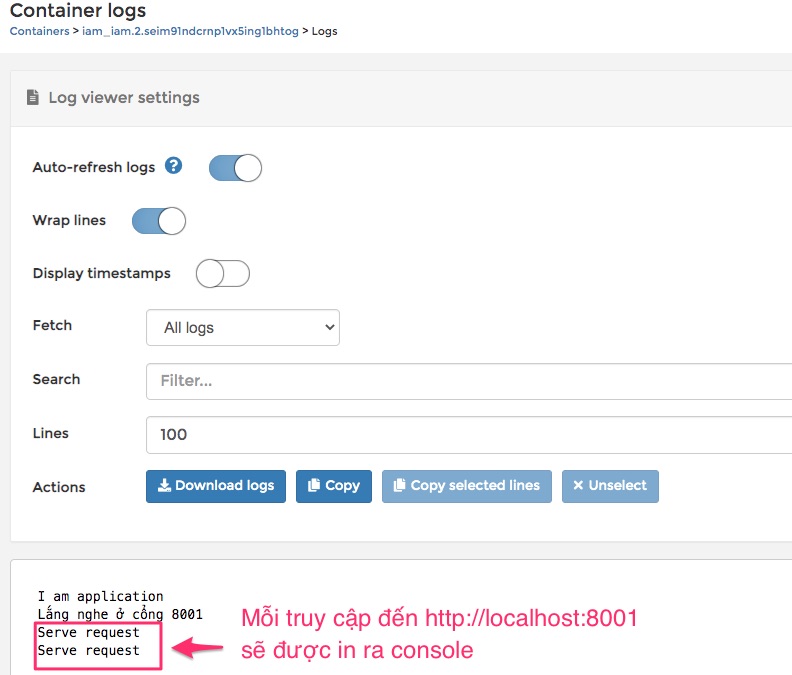 Container logs
Containers > iam_iam.2.seim91ndcrnp1vx5ing1bhtog > Logs
Log viewer settings
Auto-refresh logs ?
Wrap lines
Display timestamps
Fetch All logs
Search Filter...
Lines 100
Actions Download logs Copy Copy selected lines Unselect
I am application
Lắng nghe ở cổng 8001
Serve request
Serve request
Mỗi truy cập đến http://localhost:8001
sẽ được in ra console